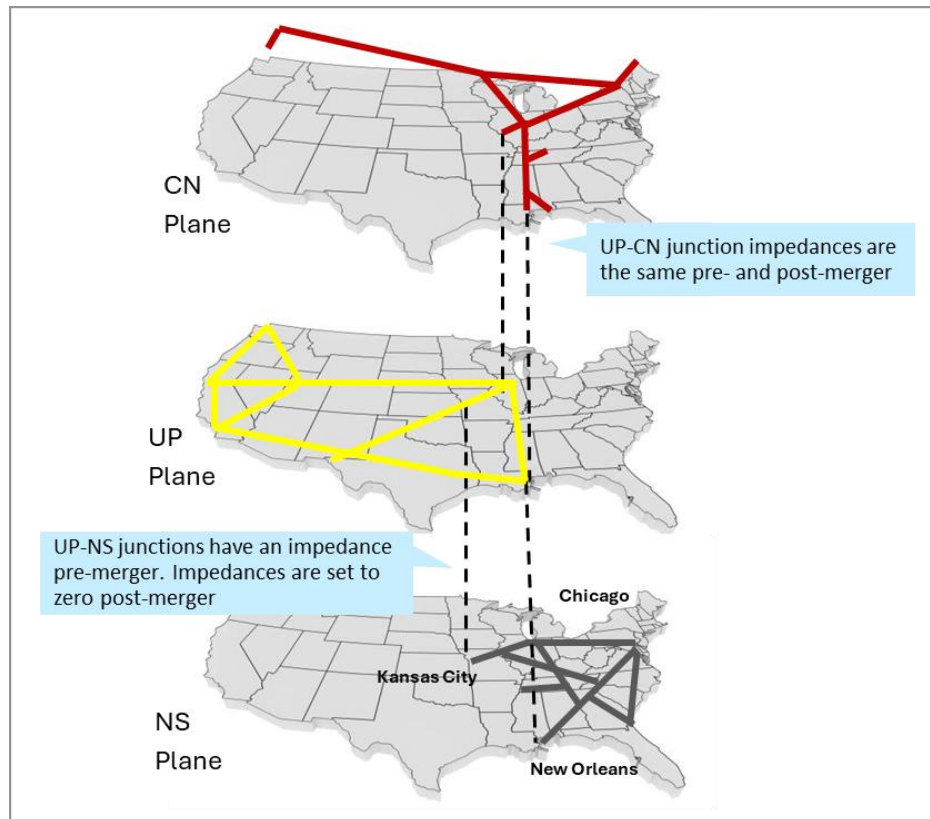 CN
Plane
UP-CN junction impedances are
the same pre- and post-merger
UP
Plane
UP-NS junctions have an impedance
pre-merger. Impedances are set to
zero post-merger
Chicago
Kansas City
NS
Plane
New Orleans